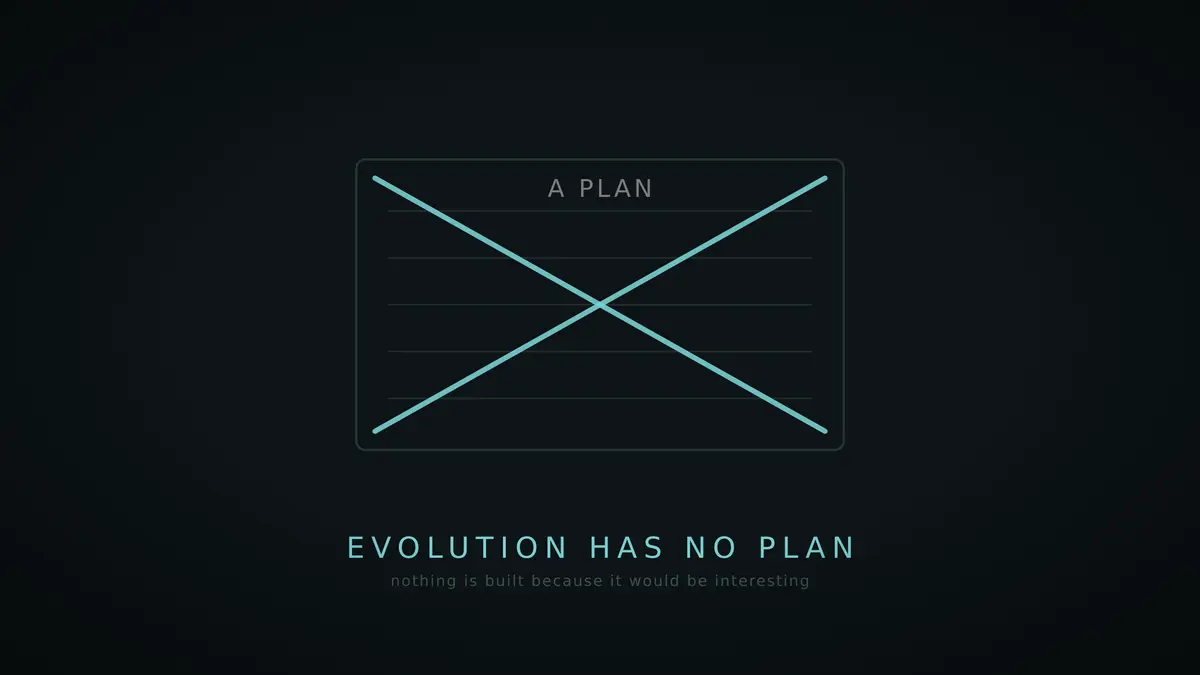 A PLAN
EVOLUTION HAS NO PLAN
nothing is built because it would be interesting